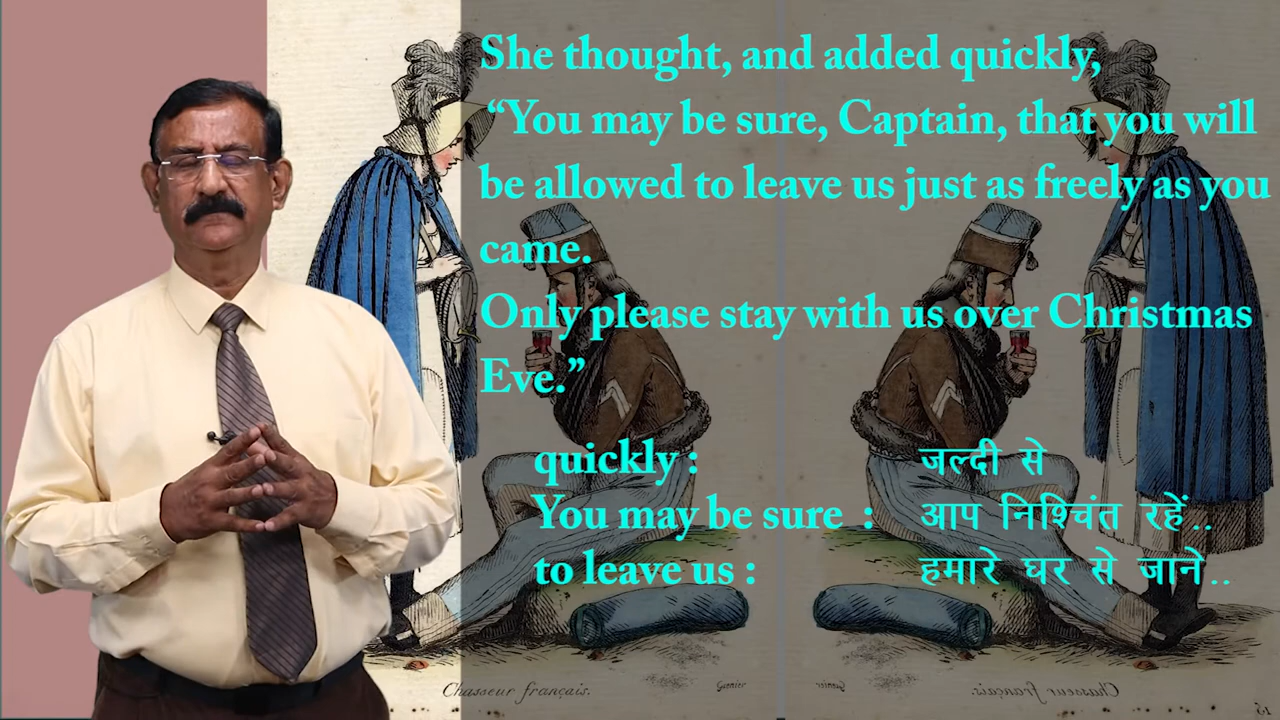 She thought, and added quickly,
“You may be sure, Captain, that you will
be allowed to leave us just as freely as you
came.
Only please stay with us over Christmas
Eve.”
quickly : जल्दी से
You may be sure : आप निश्चिंत रहें..
to leave us : हमारे घर से जाने..
Chasseur français.
Grenier